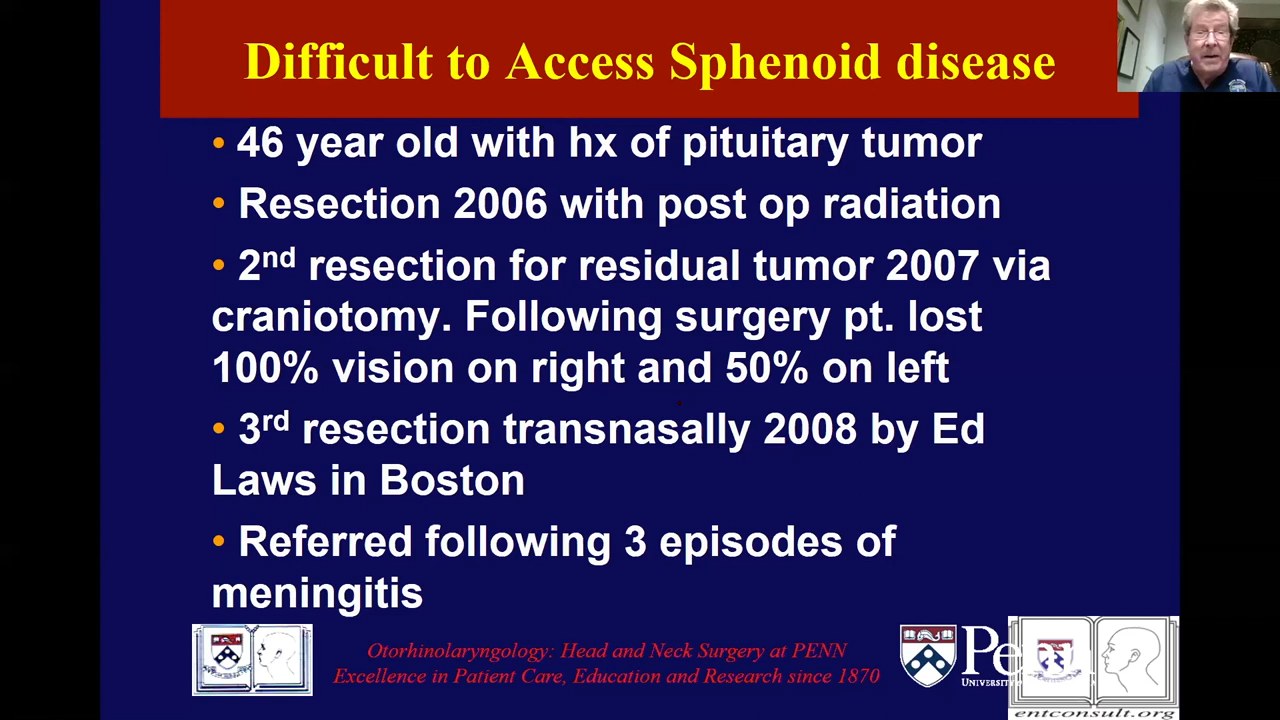 Difficult to Access Sphenoid disease
• 46 year old with hx of pituitary tumor
• Resection 2006 with post op radiation
• 2nd resection for residual tumor 2007 via
craniotomy. Following surgery pt. lost
100% vision on right and 50% on left
• 3rd resection transnasally 2008 by Ed
Laws in Boston
• Referred following 3 episodes of
meningitis
Otorhinolaryngology: Head and Neck Surgery at PENN
Excellence in Patient Care, Education and Research since 1870
Penn
entconsult.org